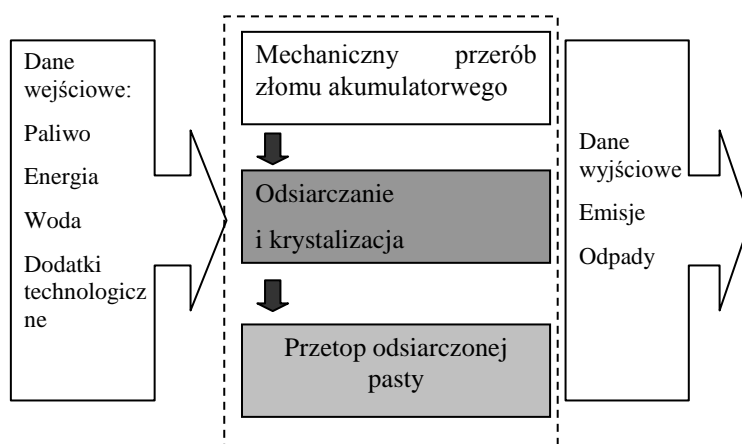 Dane
wejściowe:
Paliwo
Energia
Woda
Dodatki
technologicz
ne
Mechaniczny przerób
złomu akumulatorwego
Odsiarczanie
i krystalizacja
Przetop odsiarczonej
pasty
Dane
wyjściowe
Emisje
Odpady